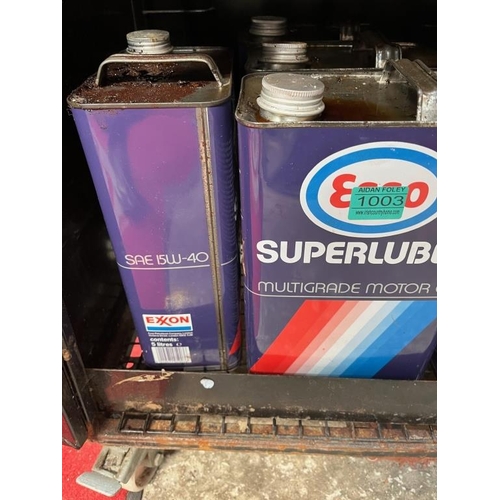 SAE 15W-40
EXXON
contents:
5 litres e
Esso
AIDAN FOLEY
1003
SUPERLUBE
MULTIGRADE MOTOR